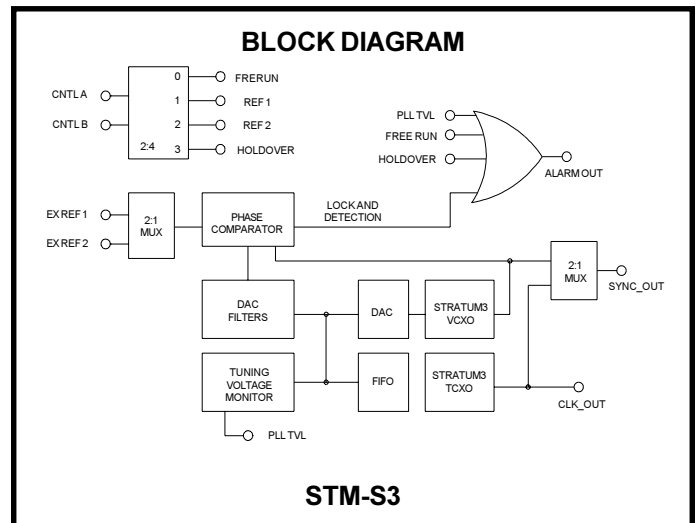 BLOCK DIAGRAM
CNTL A
CNTL B
0
1
2
3
2:4
FRERUN
REF 1
REF 2
HOLDOVER
PLL TVL
FREE RUN
HOLDOVER
ALARM OUT
EX REF 1
EX REF 2
2:1
MUX
PHASE
COMPARATOR
LOCK AND
DETECTION
2:1
MUX
SYNC_OUT
DAC
FILTERS
DAC
STRATUM3
VCXO
TUNING
VOLTAGE
MONITOR
FIFO
STRATUM3
TCXO
CLK_OUT
PLL TVL
STM-S3